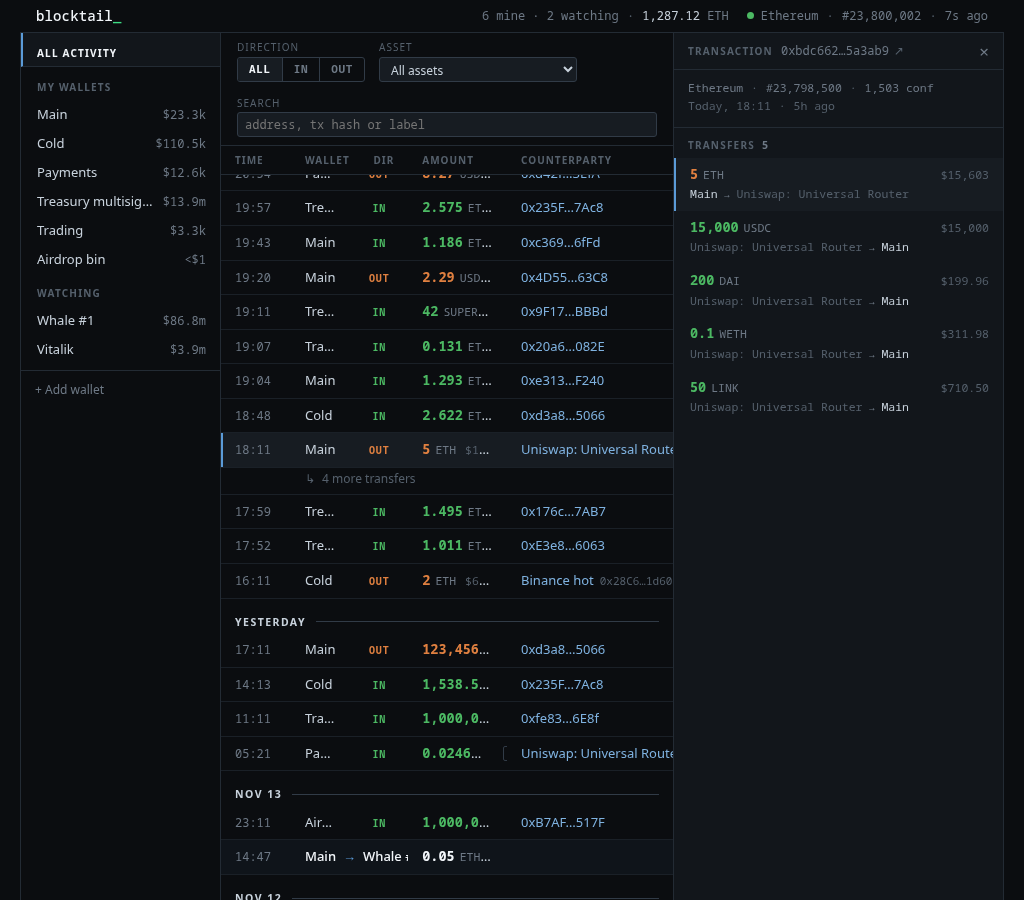 blocktail_
6 mine · 2 watching · 1,287.12 ETH
Ethereum · #23,800,002 · 7s ago
ALL ACTIVITY
MY WALLETS
Main $23.3k
Cold $110.5k
Payments $12.6k
Treasury multisig... $13.9m
Trading $3.3k
Airdrop bin <$1
WATCHING
Whale #1 $86.8m
Vitalik $3.9m
+ Add wallet
DIRECTION
ALL IN OUT
ASSET
All assets
SEARCH
address, tx hash or label
TIME WALLET DIR AMOUNT COUNTERPARTY
19:57 Tre... IN 2.575 ET... 0x235F…7Ac8
19:43 Main IN 1.186 ET... 0xc369…6fFd
19:20 Main OUT 2.29 USD... 0x4D55…63C8
19:11 Tre... IN 42 SUPER... 0x9F17…BBBd
19:07 Tra... IN 0.131 ET... 0x20a6…082E
19:04 Main IN 1.293 ET... 0xe313…F240
18:48 Cold IN 2.622 ET... 0xd3a8…5066
18:11 Main OUT 5 ETH $1... Uniswap: Universal Route
↳ 4 more transfers
17:59 Tre... IN 1.495 ET... 0x176c…7AB7
17:52 Tre... IN 1.011 ET... 0xE3e8…6063
16:11 Cold OUT 2 ETH $6... Binance hot 0x28C6…1d60
YESTERDAY
17:11 Main OUT 123,456... 0xd3a8…5066
14:13 Cold IN 1,538.5... 0x235F…7Ac8
11:11 Tra... IN 1,000,0... 0xfe83…6E8f
05:21 Pa... IN 0.0246... Uniswap: Universal Route
NOV 13
23:11 Air... IN 1,000,0... 0xB7AF…517F
14:47 Main → Whale 0.05 ETH...
NOV 12
TRANSACTION 0xbdc662…5a3ab9 ↗ ×
Ethereum · #23,798,500 · 1,503 conf
Today, 18:11 · 5h ago
TRANSFERS 5
5 ETH $15,603
Main → Uniswap: Universal Router
15,000 USDC $15,000
Uniswap: Universal Router → Main
200 DAI $199.96
Uniswap: Universal Router → Main
0.1 WETH $311.98
Uniswap: Universal Router → Main
50 LINK $710.50
Uniswap: Universal Router → Main